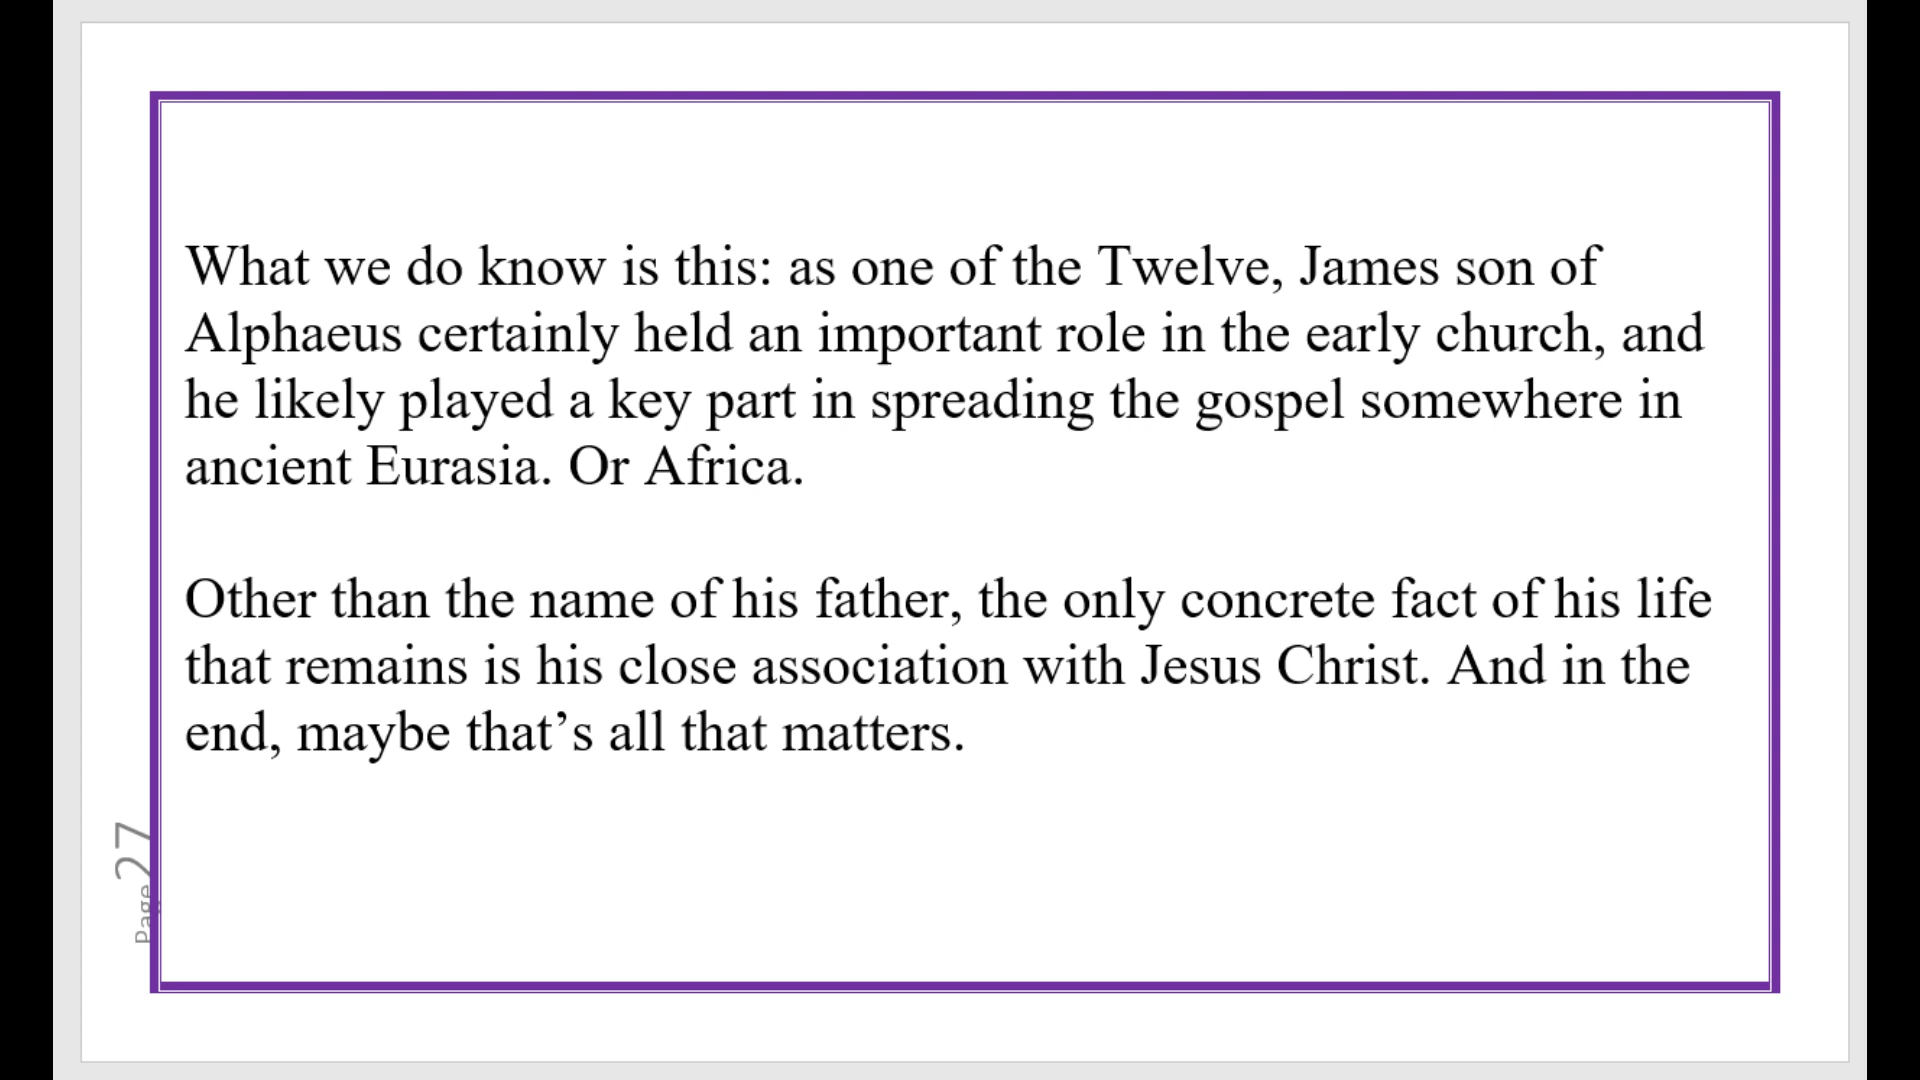 What we do know is this: as one of the Twelve, James son of
Alphaeus certainly held an important role in the early church, and
he likely played a key part in spreading the gospel somewhere in
ancient Eurasia. Or Africa.
Other than the name of his father, the only concrete fact of his life
that remains is his close association with Jesus Christ. And in the
end, maybe that’s all that matters.
Page 27